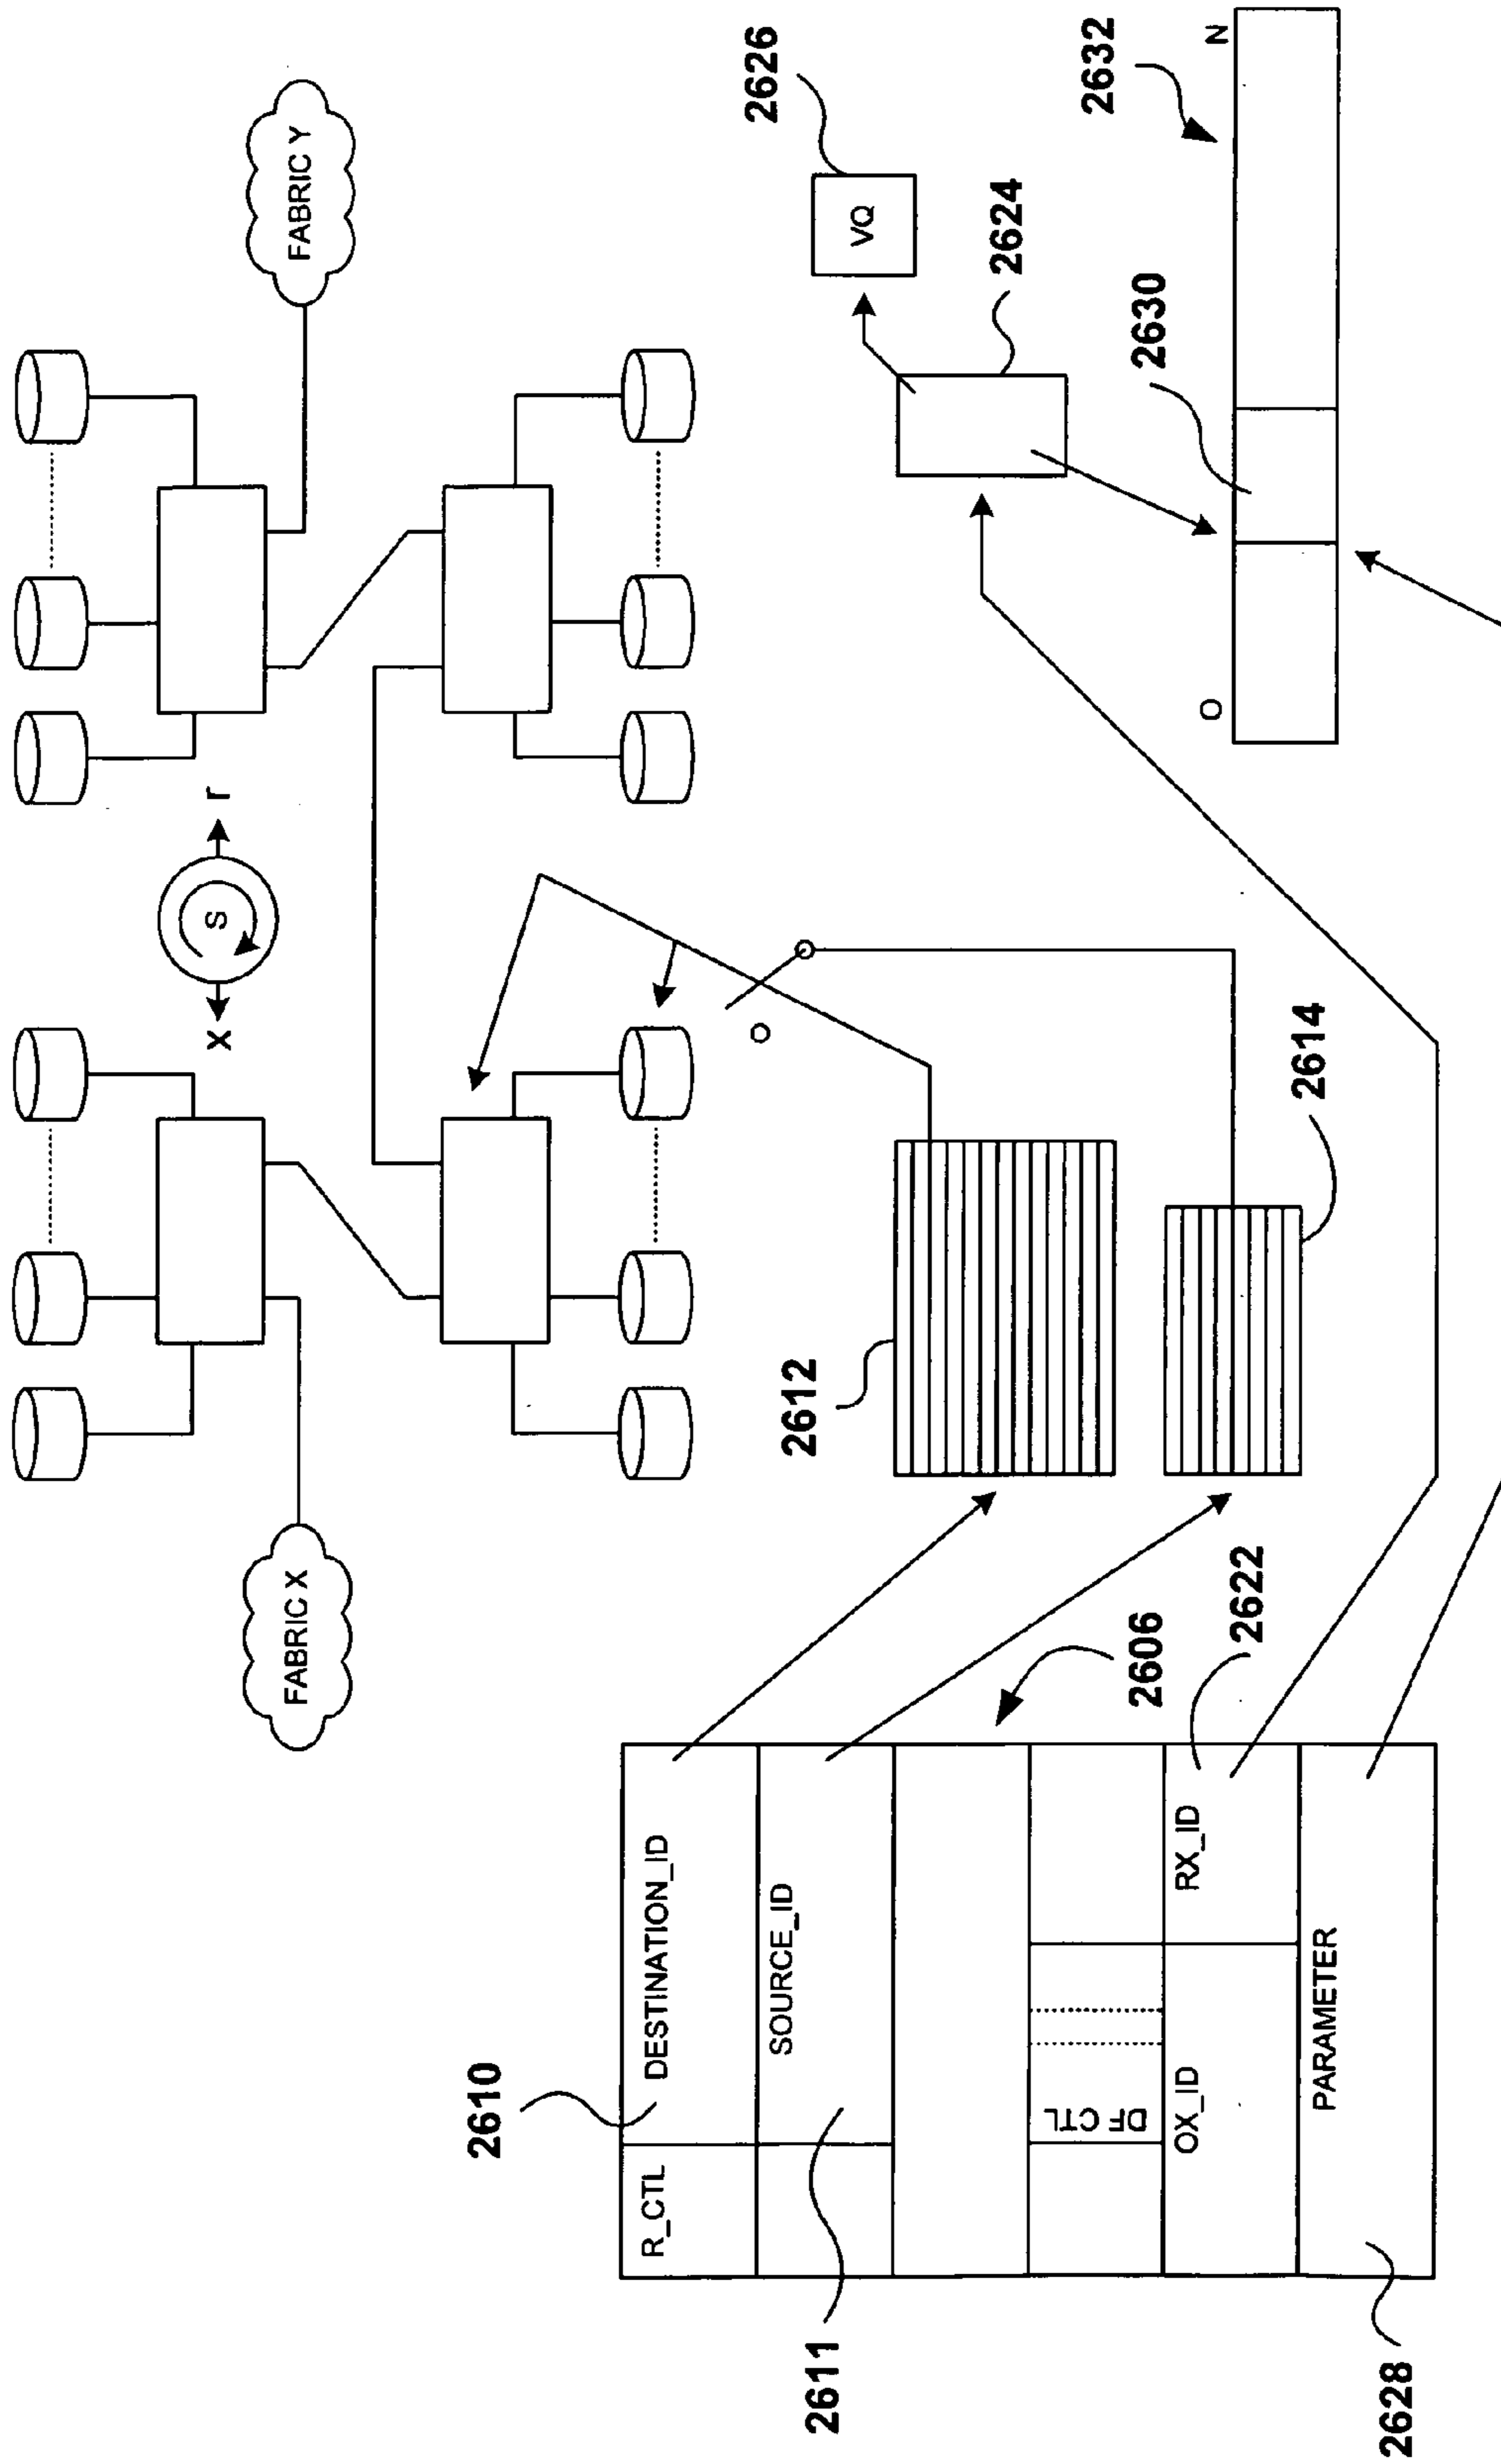 X S r
FABRIC X
FABRIC Y
2610
R_CTL DESTINATION_ID
SOURCE_ID
2611
DF CTL
OX_ID RX_ID
PARAMETER
2628
2606
2622
2612
2614
2626
VQ
2624
2630
2632
O N